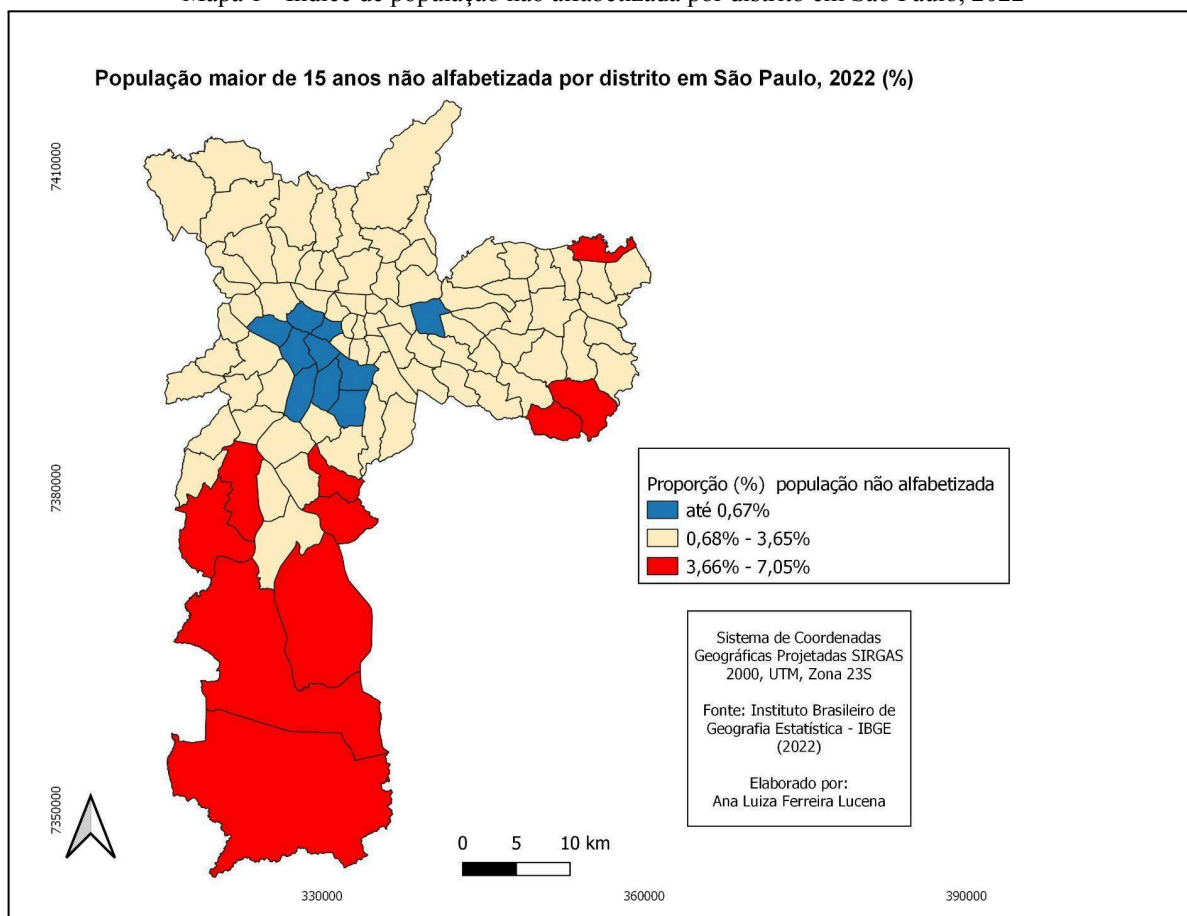 Mapa 1 - Índice de população não alfabetizada por distrito em São Paulo, 2022
População maior de 15 anos não alfabetizada por distrito em São Paulo, 2022 (%)
7410000
7380000
7350000
Proporção (%) população não alfabetizada
até 0,67%
0,68% - 3,65%
3,66% - 7,05%
Sistema de Coordenadas
Geográficas Projetadas SIRGAS
2000, UTM, Zona 23S
Fonte: Instituto Brasileiro de
Geografia Estatística - IBGE
(2022)
Elaborado por:
Ana Luiza Ferreira Lucena
0 5 10 km
330000 360000 390000